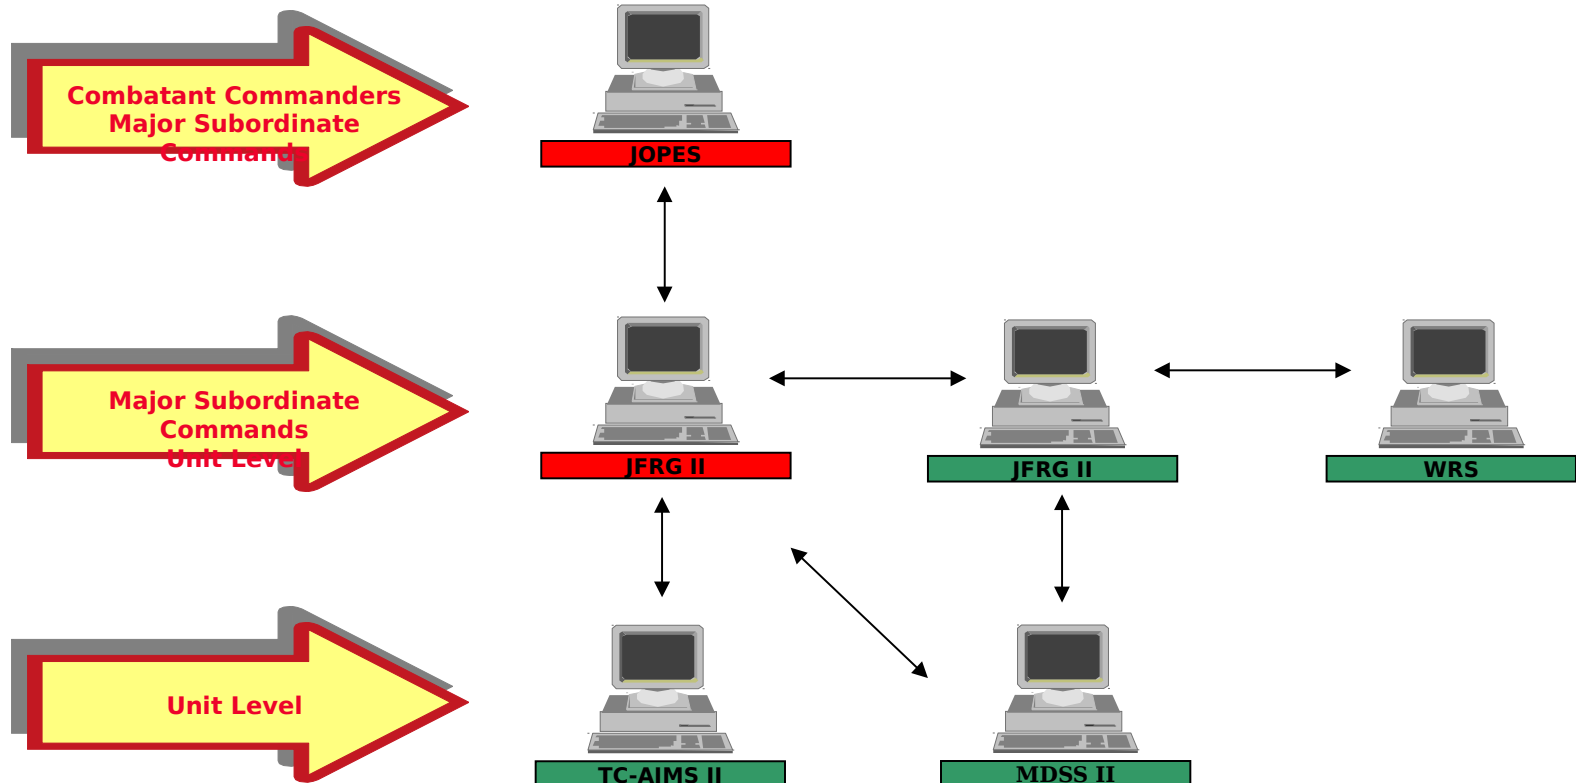 Combatant Commanders
Major Subordinate
Commands
JOPES
Major Subordinate
Commands
Unit Level
JFRG II
JFRG II
WRS
Unit Level
TC-AIMS II
MDSS II